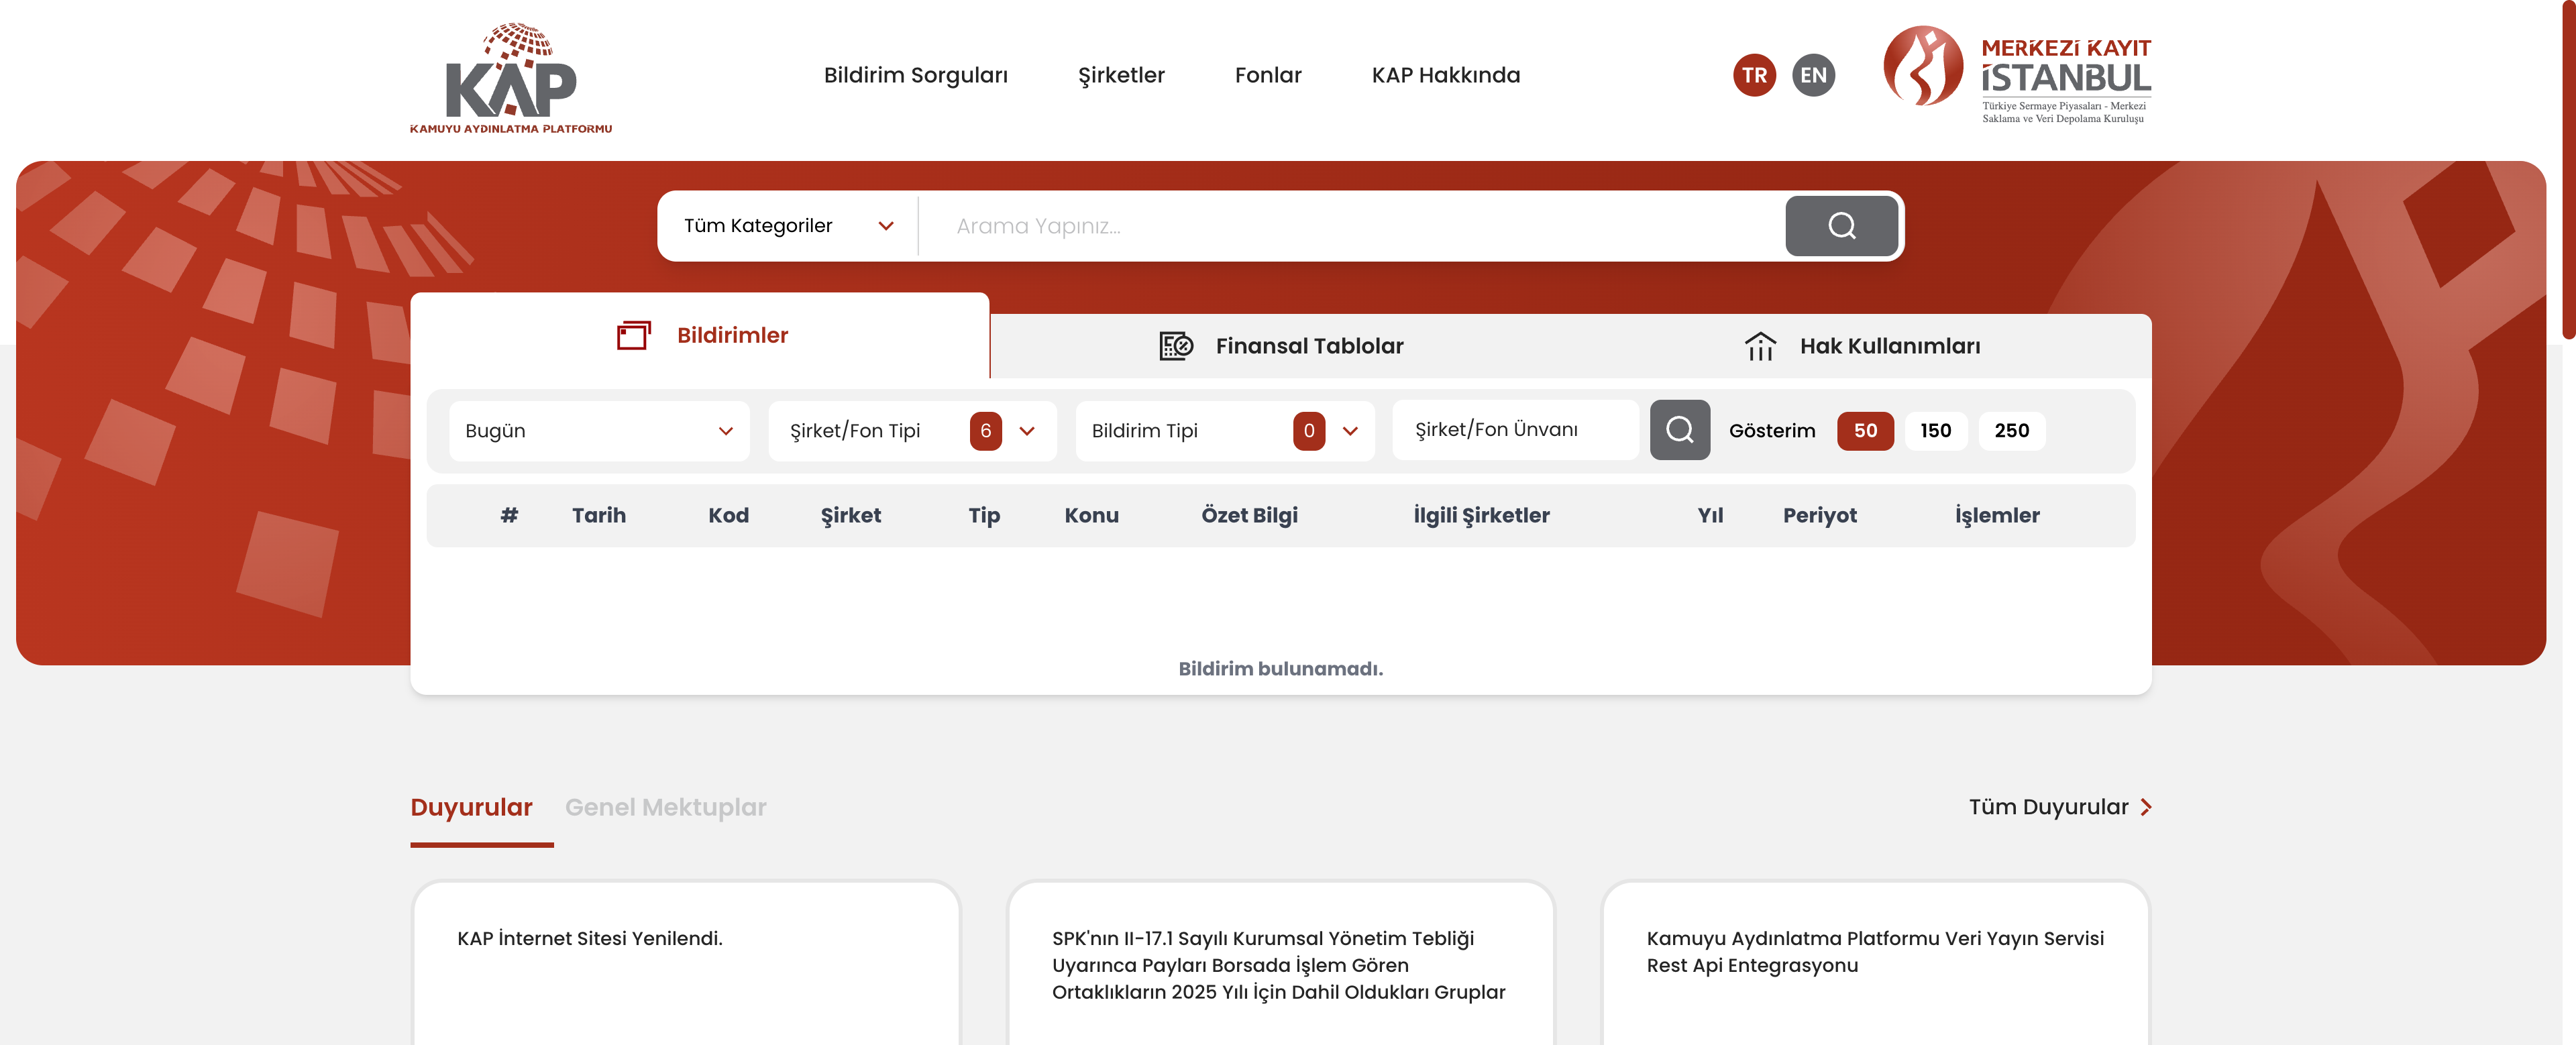 KAP
KAMUYU AYDINLATMA PLATFORMU
Bildirim Sorguları
Şirketler
Fonlar
KAP Hakkında
TR
EN
MERKEZİ KAYIT
İSTANBUL
Türkiye Sermaye Piyasaları - Merkezi
Saklama ve Veri Depolama Kuruluşu
Tüm Kategoriler
Arama Yapınız...
Bildirimler
Finansal Tablolar
Hak Kullanımları
Bugün
Şirket/Fon Tipi
6
Bildirim Tipi
0
Şirket/Fon Ünvanı
Gösterim
50
150
250
# Tarih Kod Şirket Tip Konu Özet Bilgi İlgili Şirketler Yıl Periyot İşlemler
Bildirim bulunamadı.
Duyurular
Genel Mektuplar
Tüm Duyurular
KAP İnternet Sitesi Yenilendi.
SPK'nın II-17.1 Sayılı Kurumsal Yönetim Tebliği
Uyarınca Payları Borsada İşlem Gören
Ortaklıkların 2025 Yılı İçin Dahil Oldukları Gruplar
Kamuyu Aydınlatma Platformu Veri Yayın Servisi
Rest Api Entegrasyonu